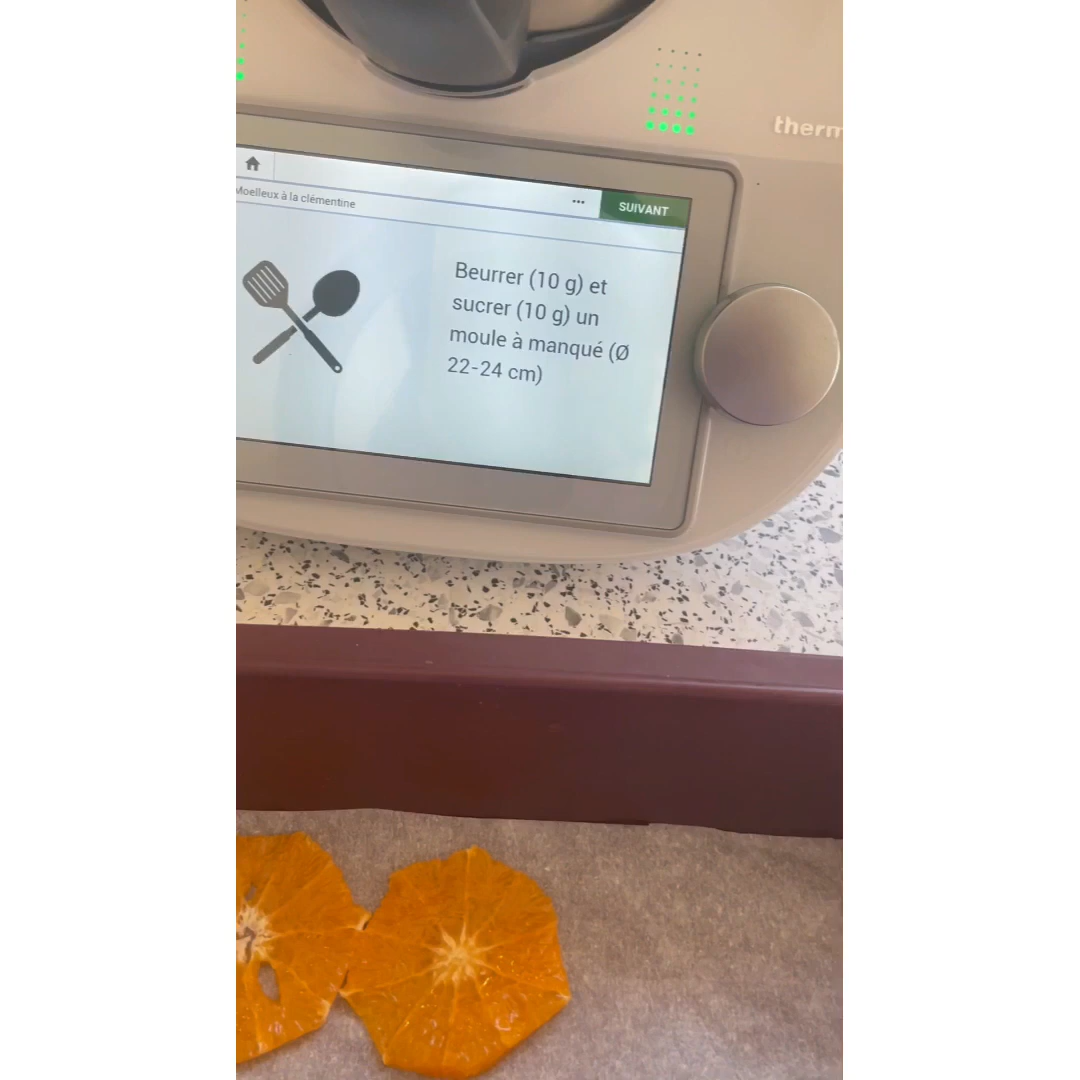 therm
Moelleux à la clémentine
•••
SUIVANT
Beurrer (10 g) et
sucrer (10 g) un
moule à manqué (Ø
22-24 cm)